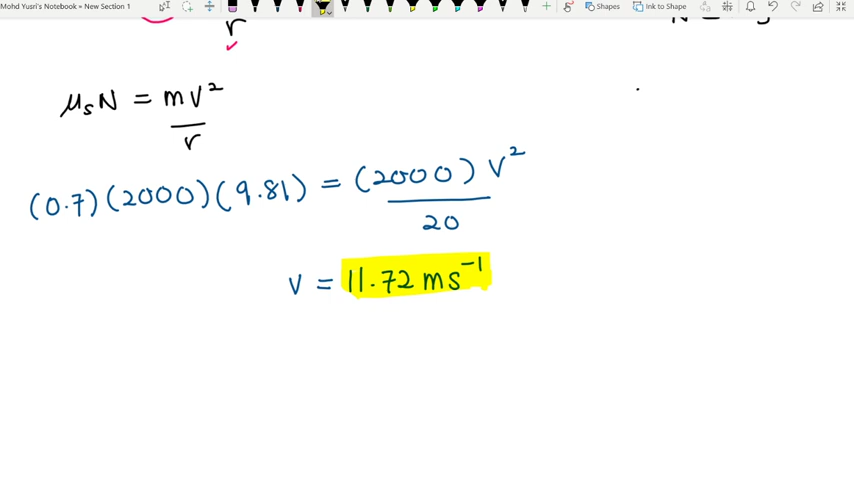 Mohd Yusri's Notebook » New Section 1
Shapes
Ink to Shape
r
μsN = mv²
r
(0.7)(2000)(9.81) = (2000) v²
20
v = 11.72 ms⁻¹